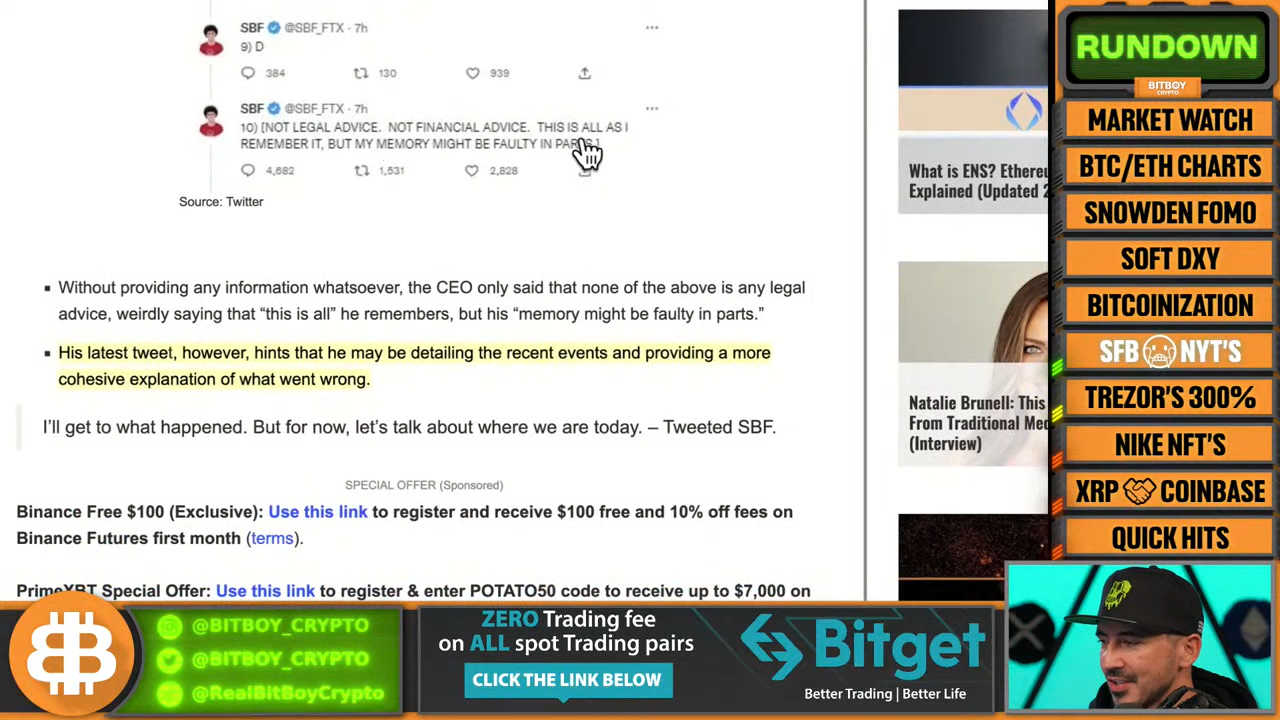 SBF @SBF_FTX · 7h
9) D
384 130 939
SBF @SBF_FTX · 7h
10) [NOT LEGAL ADVICE. NOT FINANCIAL ADVICE. THIS IS ALL AS I
REMEMBER IT, BUT MY MEMORY MIGHT BE FAULTY IN
4,682 1,531 2,828
Source: Twitter
▪ Without providing any information whatsoever, the CEO only said that none of the above is any legal
advice, weirdly saying that “this is all” he remembers, but his “memory might be faulty in parts.”
▪ His latest tweet, however, hints that he may be detailing the recent events and providing a more
cohesive explanation of what went wrong.
I’ll get to what happened. But for now, let’s talk about where we are today. – Tweeted SBF.
SPECIAL OFFER (Sponsored)
Binance Free $100 (Exclusive): Use this link to register and receive $100 free and 10% off fees on
Binance Futures first month (terms).
PrimeXBT Special Offer: Use this link to register & enter POTATO50 code to receive up to $7,000 on
What is ENS?
Explained (Updated
Natalie Brunell: This
From Traditional
(Interview)
RUNDOWN
BITBOY
CRYPTO
MARKET WATCH
BTC/ETH CHARTS
SNOWDEN FOMO
SOFT DXY
BITCOINIZATION
SFB NYT'S
TREZOR'S 300%
NIKE NFT'S
XRP COINBASE
QUICK HITS
@BITBOY_CRYPTO
@BITBOY_CRYPTO
@RealBitBoyCrypto
ZERO Trading fee
on ALL spot Trading pairs
CLICK THE LINK BELOW
Bitget
Better Trading | Better Life